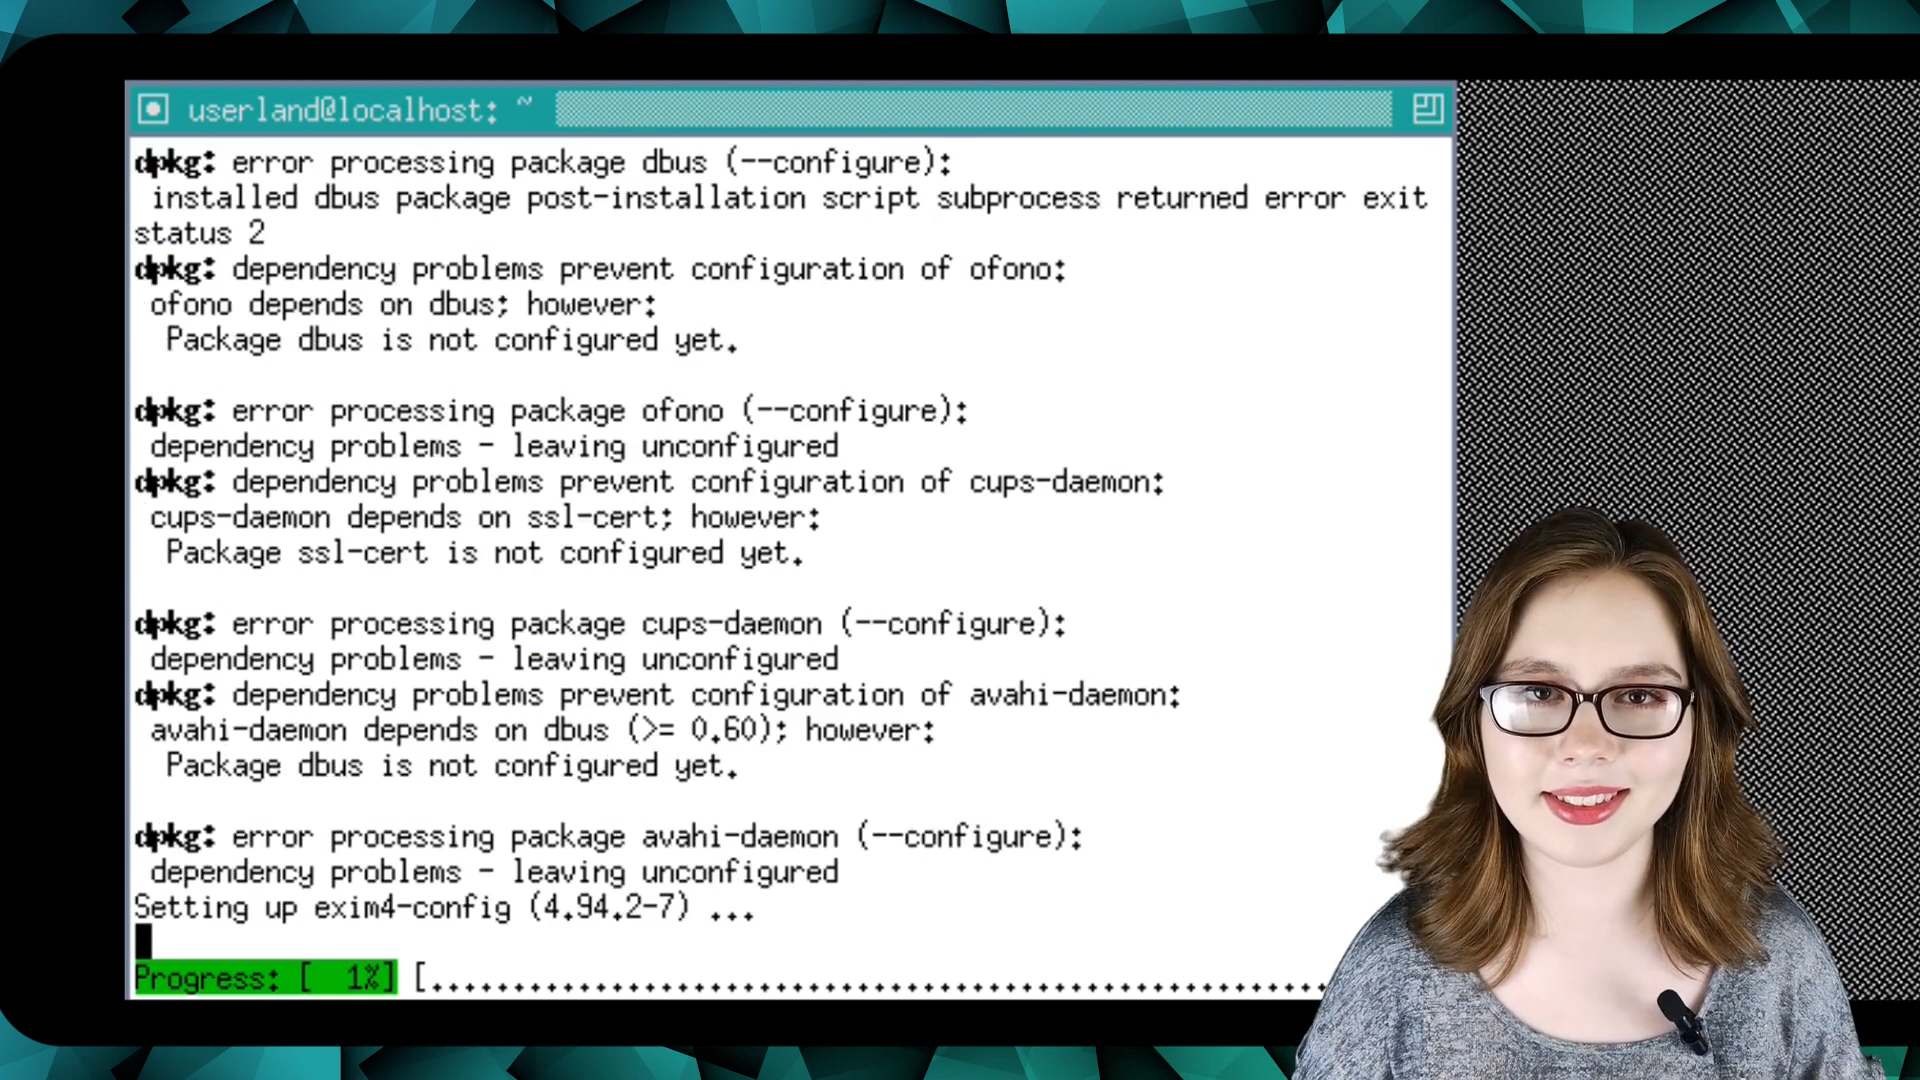 userland@localhost: ~
dpkg: error processing package dbus (--configure):
installed dbus package post-installation script subprocess returned error exit
status 2
dpkg: dependency problems prevent configuration of ofono:
ofono depends on dbus; however:
Package dbus is not configured yet.
dpkg: error processing package ofono (--configure):
dependency problems - leaving unconfigured
dpkg: dependency problems prevent configuration of cups-daemon:
cups-daemon depends on ssl-cert; however:
Package ssl-cert is not configured yet.
dpkg: error processing package cups-daemon (--configure):
dependency problems - leaving unconfigured
dpkg: dependency problems prevent configuration of avahi-daemon:
avahi-daemon depends on dbus (>= 0.60); however:
Package dbus is not configured yet.
dpkg: error processing package avahi-daemon (--configure):
dependency problems - leaving unconfigured
Setting up exim4-config (4.94.2-7) ...
Progress: [  1%] [.......................................................